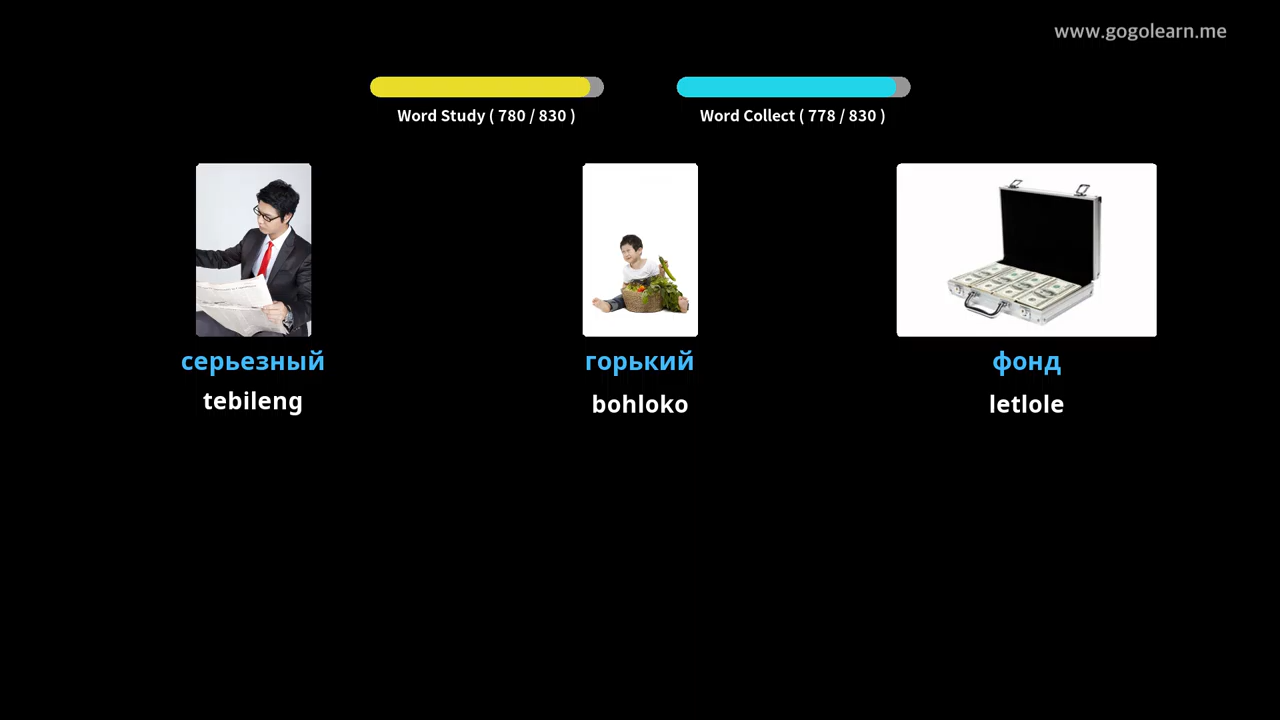 www.gogolearn.me
Word Study ( 780 / 830 )
Word Collect ( 778 / 830 )
серьезный
горький
фонд
tebileng
bohloko
letlole